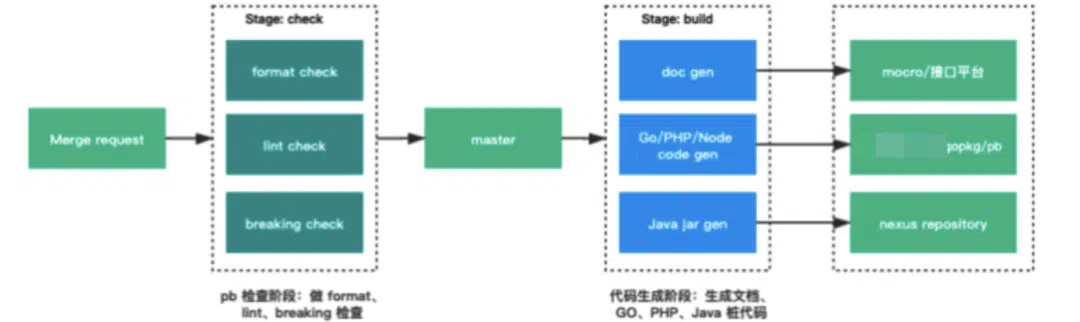 Stage: check
format check
lint check
breaking check
Merge request
master
Stage: build
doc gen
Go/PHP/Node
code gen
Java jar gen
mocro/接口平台
gopkg/pb
nexus repository
pb 检查阶段：做 format、
lint、breaking 检查
代码生成阶段：生成文档、
GO、PHP、Java 桩代码